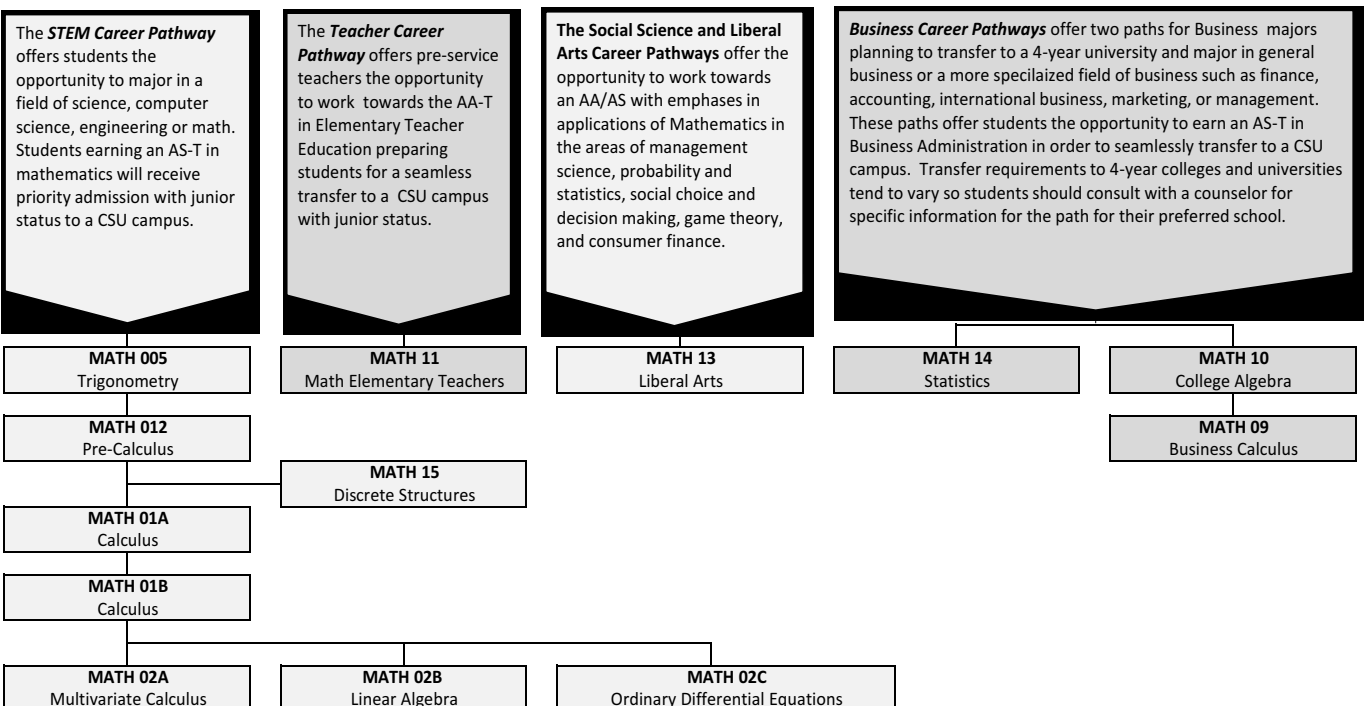 The STEM Career Pathway
offers students the
opportunity to major in a
field of science, computer
science, engineering or math.
Students earning an AS-T in
mathematics will receive
priority admission with junior
status to a CSU campus.
The Teacher Career
Pathway offers pre-service
teachers the opportunity
to work towards the AA-T
in Elementary Teacher
Education preparing
students for a seamless
transfer to a CSU campus
with junior status.
The Social Science and Liberal
Arts Career Pathways offer the
opportunity to work towards
an AA/AS with emphases in
applications of Mathematics in
the areas of management
science, probability and
statistics, social choice and
decision making, game theory,
and consumer finance.
Business Career Pathways offer two paths for Business majors
planning to transfer to a 4-year university and major in general
business or a more specilaized field of business such as finance,
accounting, international business, marketing, or management.
These paths offer students the opportunity to earn an AS-T in
Business Administration in order to seamlessly transfer to a CSU
campus. Transfer requirements to 4-year colleges and universities
tend to vary so students should consult with a counselor for
specific information for the path for their preferred school.
MATH 005
Trigonometry
MATH 11
Math Elementary Teachers
MATH 13
Liberal Arts
MATH 14
Statistics
MATH 10
College Algebra
MATH 012
Pre-Calculus
MATH 09
Business Calculus
MATH 15
Discrete Structures
MATH 01A
Calculus
MATH 01B
Calculus
MATH 02A
Multivariate Calculus
MATH 02B
Linear Algebra
MATH 02C
Ordinary Differential Equations